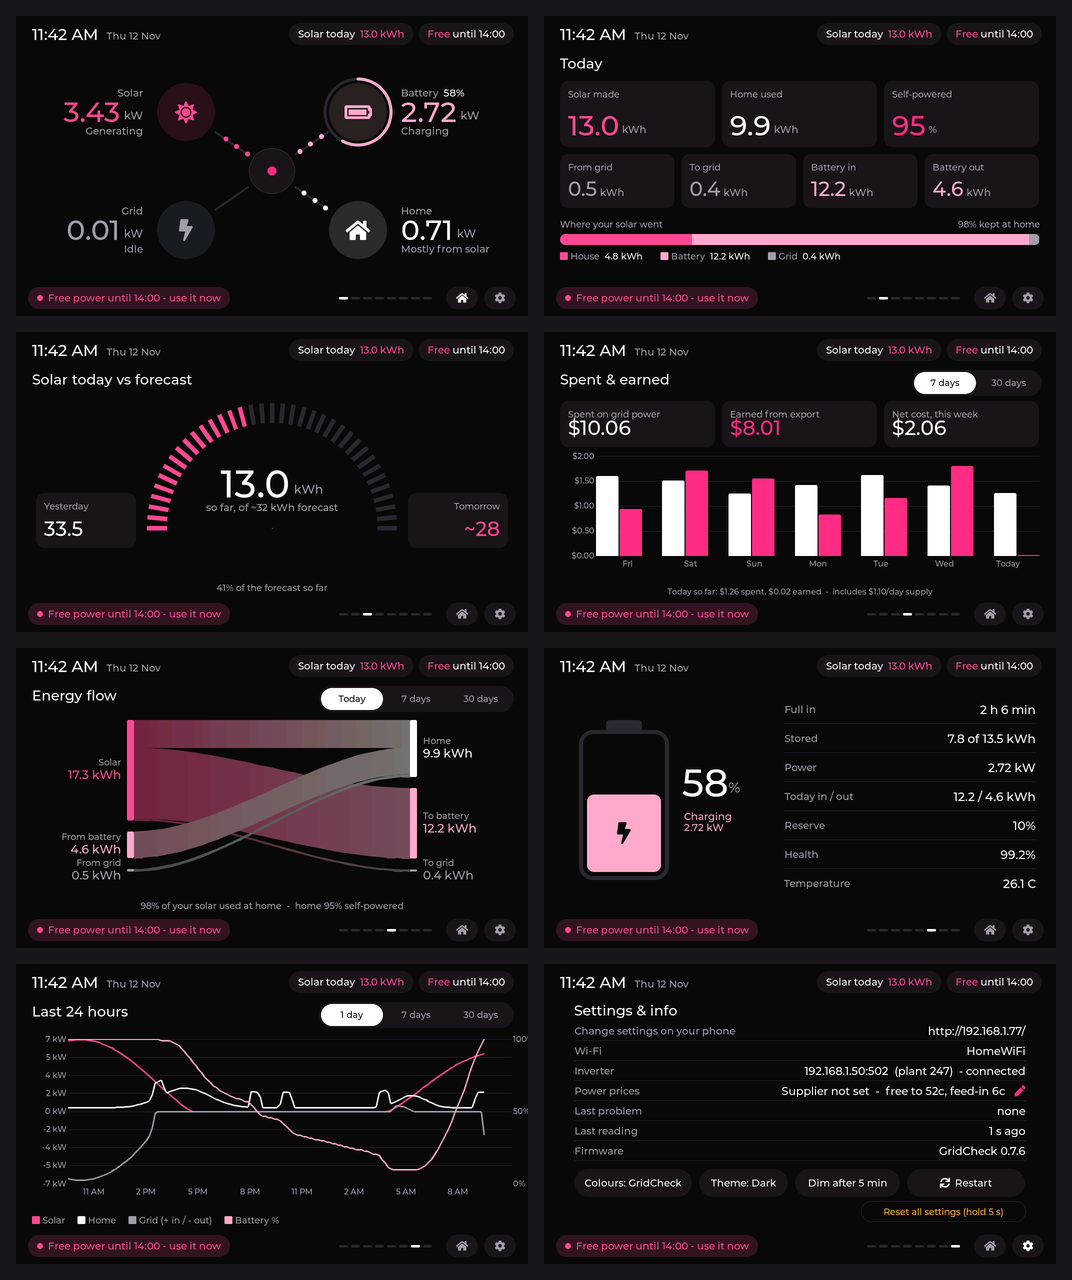 11:42 AM Thu 12 Nov Solar today 13.0 kWh Free until 14:00
Solar
3.43 kW
Generating
Battery 58%
2.72 kW
Charging
Grid
0.01 kW
Idle
Home
0.71 kW
Mostly from solar
Free power until 14:00 - use it now
11:42 AM Thu 12 Nov Solar today 13.0 kWh Free until 14:00
Today
Solar made
13.0 kWh
Home used
9.9 kWh
Self-powered
95 %
From grid
0.5 kWh
To grid
0.4 kWh
Battery in
12.2 kWh
Battery out
4.6 kWh
Where your solar went 98% kept at home
House 4.8 kWh Battery 12.2 kWh Grid 0.4 kWh
Free power until 14:00 - use it now
11:42 AM Thu 12 Nov Solar today 13.0 kWh Free until 14:00
Solar today vs forecast
13.0 kWh
so far, of ~32 kWh forecast
Yesterday
33.5
Tomorrow
~28
41% of the forecast so far
Free power until 14:00 - use it now
11:42 AM Thu 12 Nov Solar today 13.0 kWh Free until 14:00
Spent & earned 7 days 30 days
Spent on grid power
$10.06
Earned from export
$8.01
Net cost, this week
$2.06
$2.00
$1.50
$1.00
$0.50
$0.00
Fri Sat Sun Mon Tue Wed Today
Today so far: $1.26 spent, $0.02 earned - includes $1.10/day supply
Free power until 14:00 - use it now
11:42 AM Thu 12 Nov Solar today 13.0 kWh Free until 14:00
Energy flow Today 7 days 30 days
Solar
17.3 kWh
From battery
4.6 kWh
From grid
0.5 kWh
Home
9.9 kWh
To battery
12.2 kWh
To grid
0.4 kWh
98% of your solar used at home - home 95% self-powered
Free power until 14:00 - use it now
11:42 AM Thu 12 Nov Solar today 13.0 kWh Free until 14:00
58%
Charging
2.72 kW
Full in 2 h 6 min
Stored 7.8 of 13.5 kWh
Power 2.72 kW
Today in / out 12.2 / 4.6 kWh
Reserve 10%
Health 99.2%
Temperature 26.1 C
Free power until 14:00 - use it now
11:42 AM Thu 12 Nov Solar today 13.0 kWh Free until 14:00
Last 24 hours 1 day 7 days 30 days
7 kW 100%
5 kW
4 kW
2 kW
0 kW 50%
-2 kW
-4 kW
-5 kW
-7 kW 0%
11 AM 2 PM 5 PM 8 PM 11 PM 2 AM 5 AM 8 AM
Solar Home Grid (+ in / - out) Battery %
Free power until 14:00 - use it now
11:42 AM Thu 12 Nov Solar today 13.0 kWh Free until 14:00
Settings & info
Change settings on your phone http://192.168.1.77/
Wi-Fi HomeWiFi
Inverter 192.168.1.50:502 (plant 247) - connected
Power prices Supplier not set - free to 52c, feed-in 6c
Last problem none
Last reading 1 s ago
Firmware GridCheck 0.7.6
Colours: GridCheck Theme: Dark Dim after 5 min Restart
Reset all settings (hold 5 s)
Free power until 14:00 - use it now